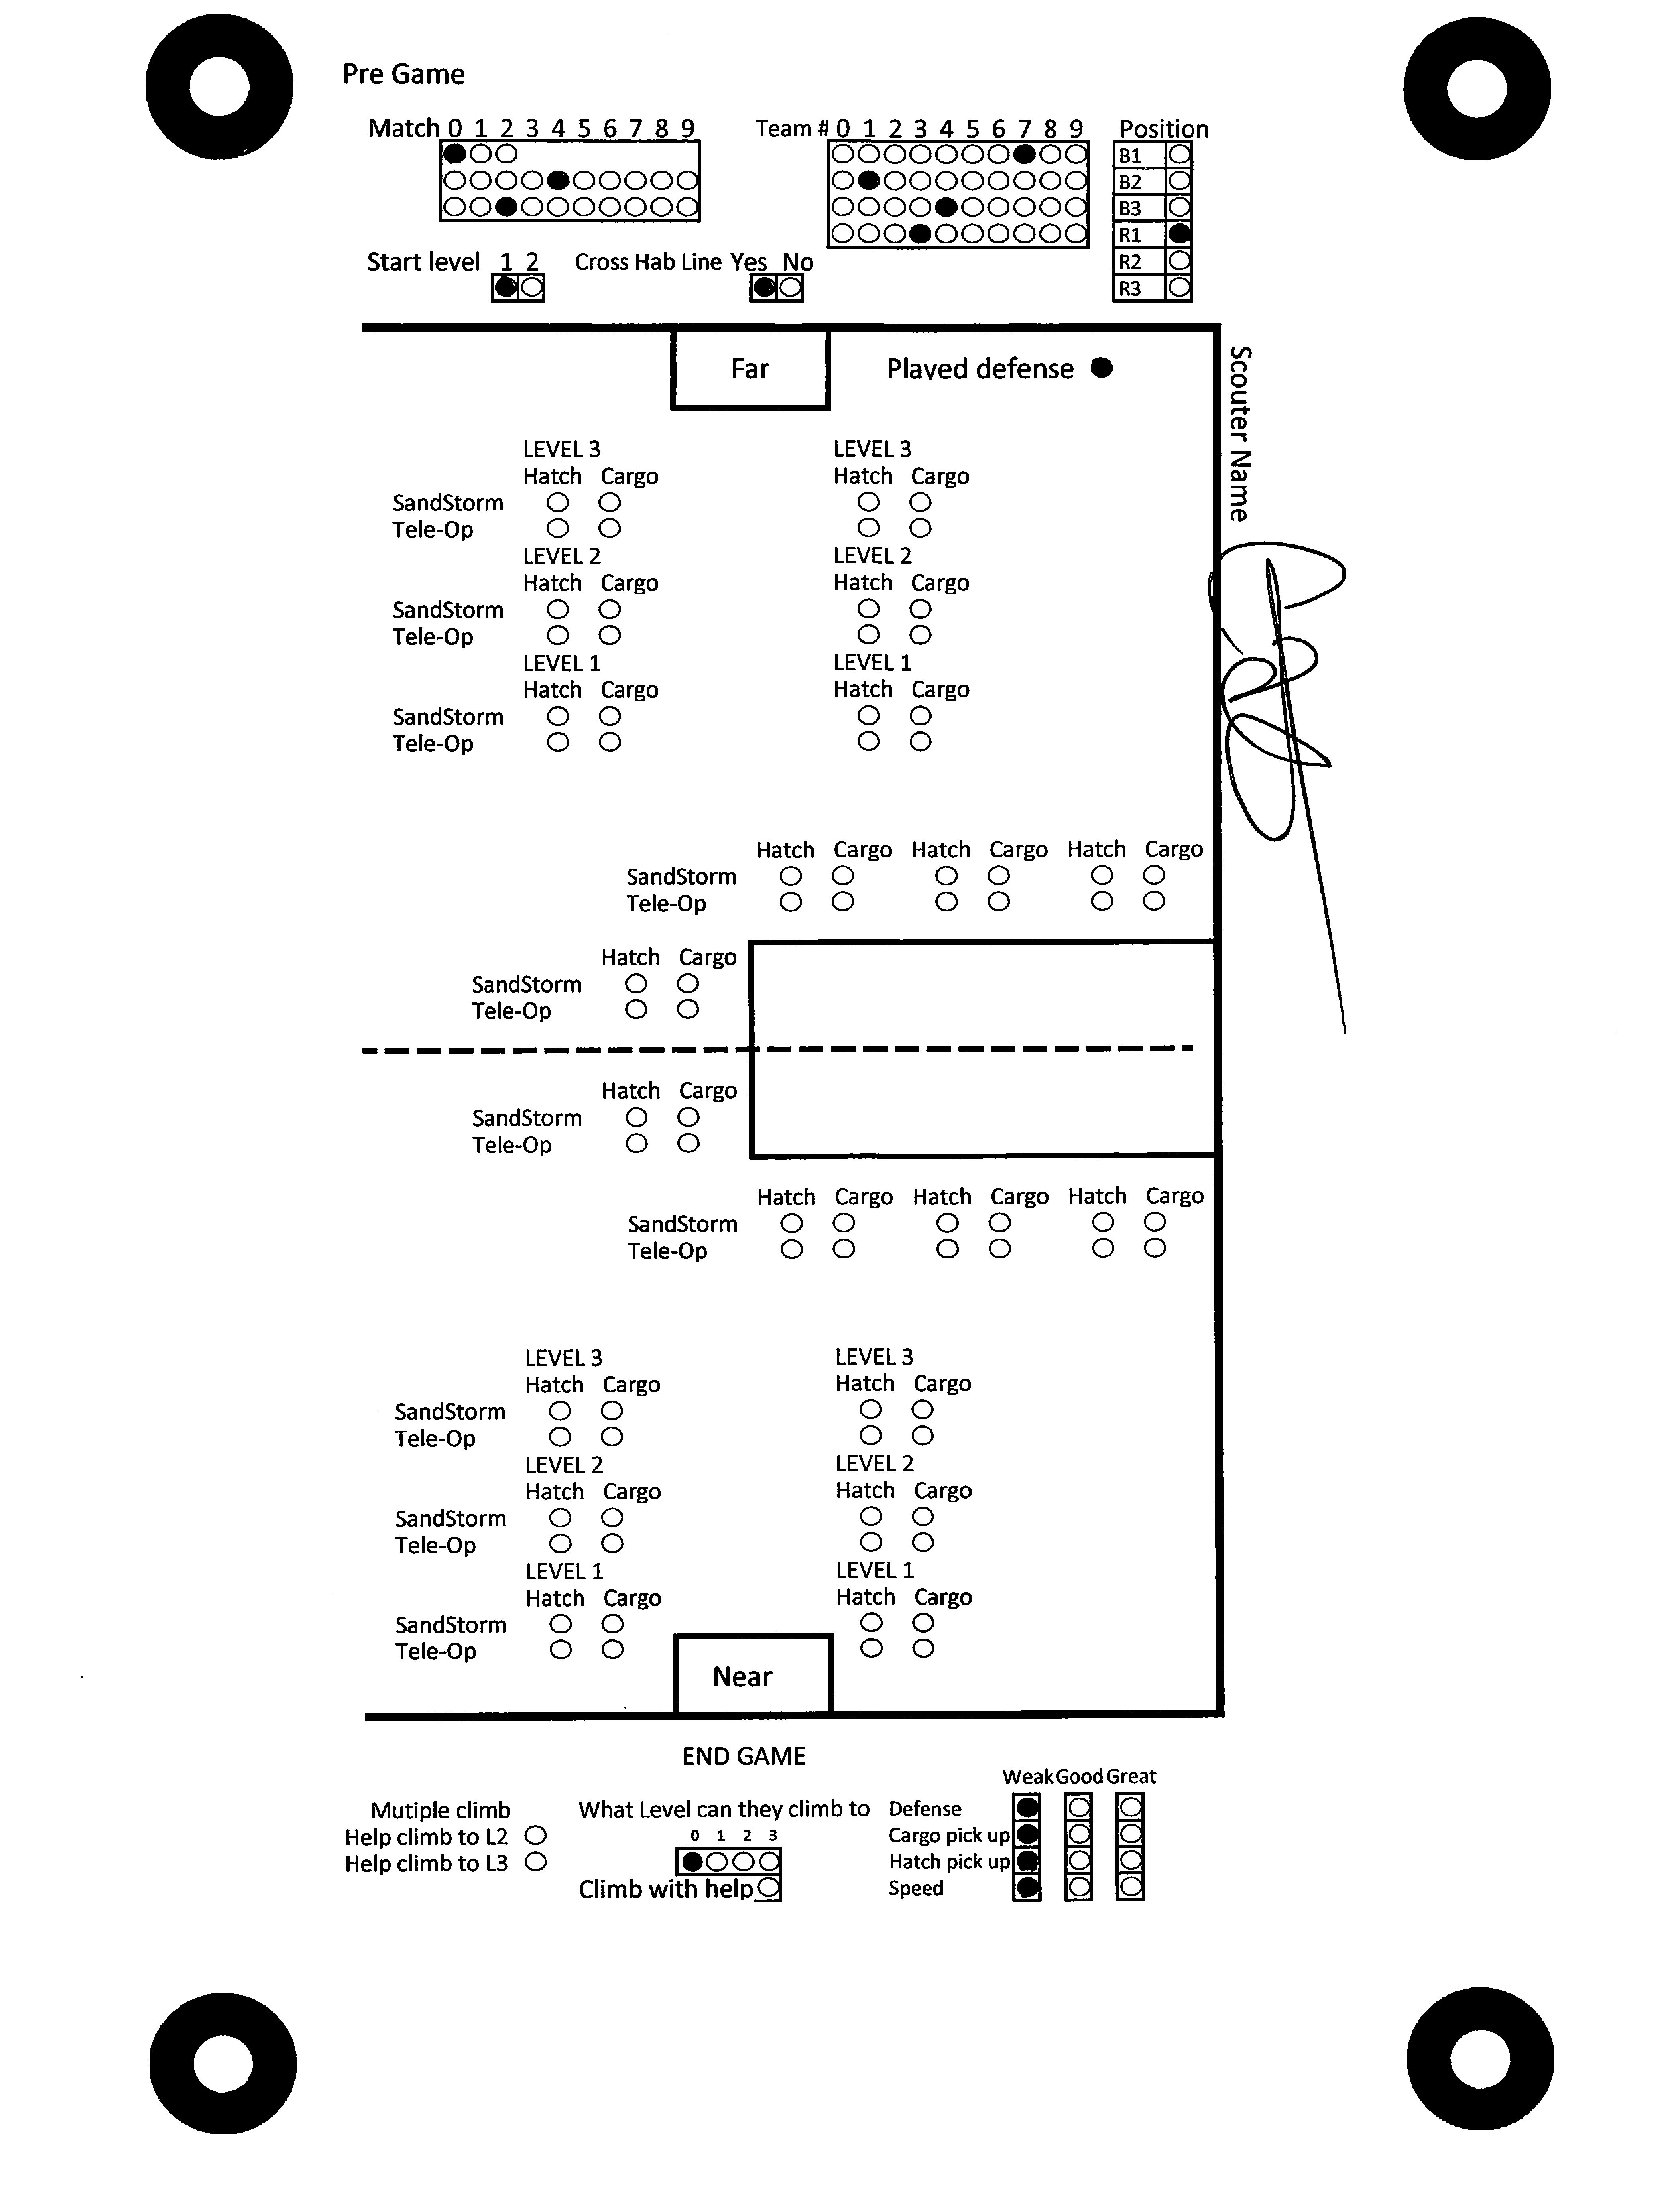 Pre Game
Match 0 1 2 3 4 5 6 7 8 9
Team # 0 1 2 3 4 5 6 7 8 9
Position
B1
B2
B3
R1
R2
R3
Start level 1 2
Cross Hab Line Yes No
Far
Played defense
Scouter Name
LEVEL 3 LEVEL 3
Hatch Cargo Hatch Cargo
SandStorm
Tele-Op
LEVEL 2 LEVEL 2
Hatch Cargo Hatch Cargo
SandStorm
Tele-Op
LEVEL 1 LEVEL 1
Hatch Cargo Hatch Cargo
SandStorm
Tele-Op
Hatch Cargo Hatch Cargo Hatch Cargo
SandStorm
Tele-Op
Hatch Cargo
SandStorm
Tele-Op
Hatch Cargo
SandStorm
Tele-Op
Hatch Cargo Hatch Cargo Hatch Cargo
SandStorm
Tele-Op
LEVEL 3 LEVEL 3
Hatch Cargo Hatch Cargo
SandStorm
Tele-Op
LEVEL 2 LEVEL 2
Hatch Cargo Hatch Cargo
SandStorm
Tele-Op
LEVEL 1 LEVEL 1
Hatch Cargo Hatch Cargo
SandStorm
Tele-Op
Near
END GAME
Mutiple climb
Help climb to L2
Help climb to L3
What Level can they climb to
0 1 2 3
Climb with help
Weak Good Great
Defense
Cargo pick up
Hatch pick up
Speed